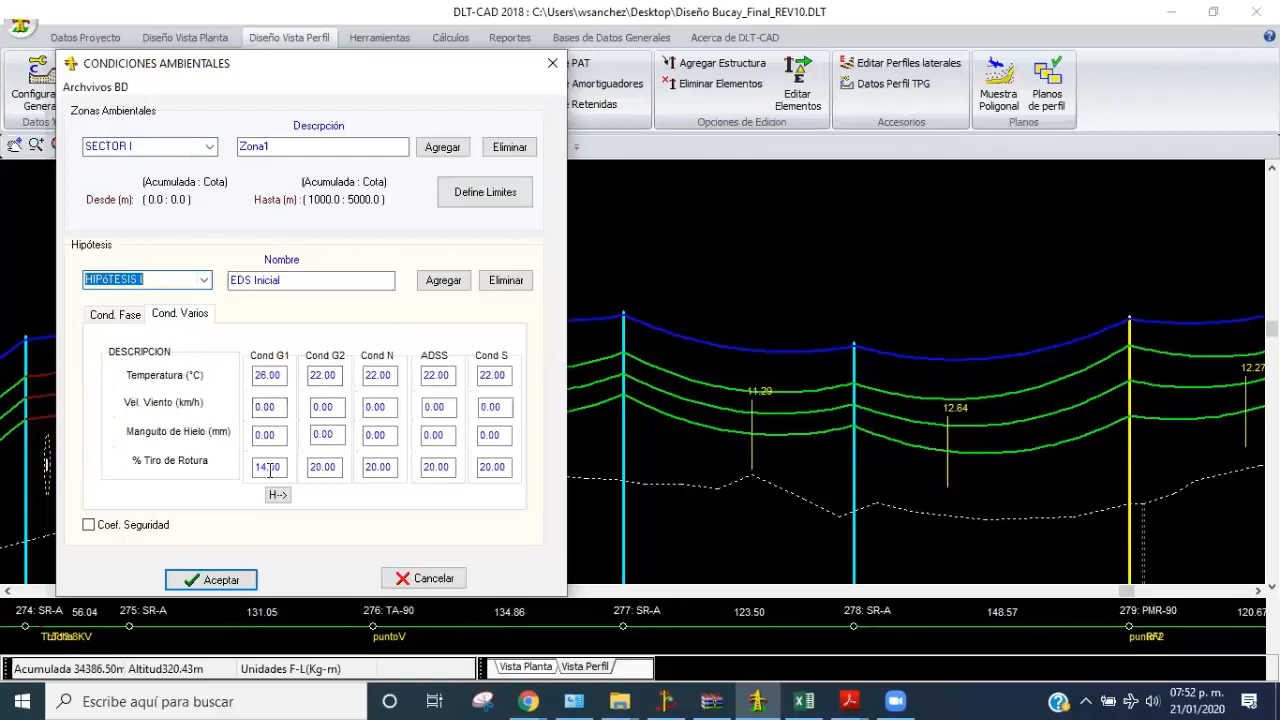 DLT-CAD 2018 : C:\Users\wsanchez\Desktop\Diseño Bucay_Final_REV10.DLT
Datos Proyecto Diseño Vista Planta Diseño Vista Perfil Herramientas Cálculos Reportes Bases de Datos Generales Acerca de DLT-CAD
CONDICIONES AMBIENTALES
Archvivos BD
Zonas Ambientales
Descrpción
SECTOR I Zona1 Agregar Eliminar
(Acumulada : Cota) (Acumulada : Cota)
Desde (m): ( 0.0 : 0.0 ) Hasta (m) :( 1000.0 : 5000.0 ) Define Limites
Hipótesis
Nombre
HIPóTESIS I EDS Inicial Agregar Eliminar
Cond. Fase Cond. Varios
DESCRIPCION Cond G1 Cond G2 Cond N ADSS Cond S
Temperatura (°C) 26.00 22.00 22.00 22.00 22.00
Vel. Viento (km/h) 0.00 0.00 0.00 0.00 0.00
Manguito de Hielo (mm) 0.00 0.00 0.00 0.00 0.00
% Tiro de Rotura 14.00 20.00 20.00 20.00 20.00
H-->
Coef. Seguridad
Aceptar Cancelar
Configura
Genera
Datos
e PAT
e Amortiguadores
e Retenidas
Agregar Estructura
Eliminar Elementos
Editar
Elementos
Opciones de Edicion
Editar Perfiles laterales
Datos Perfil TPG
Accesorios
Muestra
Poligonal
Planos
de perfil
Planos
11.29
12.64
12.27
274: SR-A 56.04 275: SR-A 131.05 276: TA-90 134.86 277: SR-A 123.50 278: SR-A 148.57 279: PMR-90 120.67
puntoV
Acumulada 34386.50m Altitud320.43m Unidades F-L(Kg-m) Vista Planta Vista Perfil
Escribe aquí para buscar
07:52 p. m.
21/01/2020